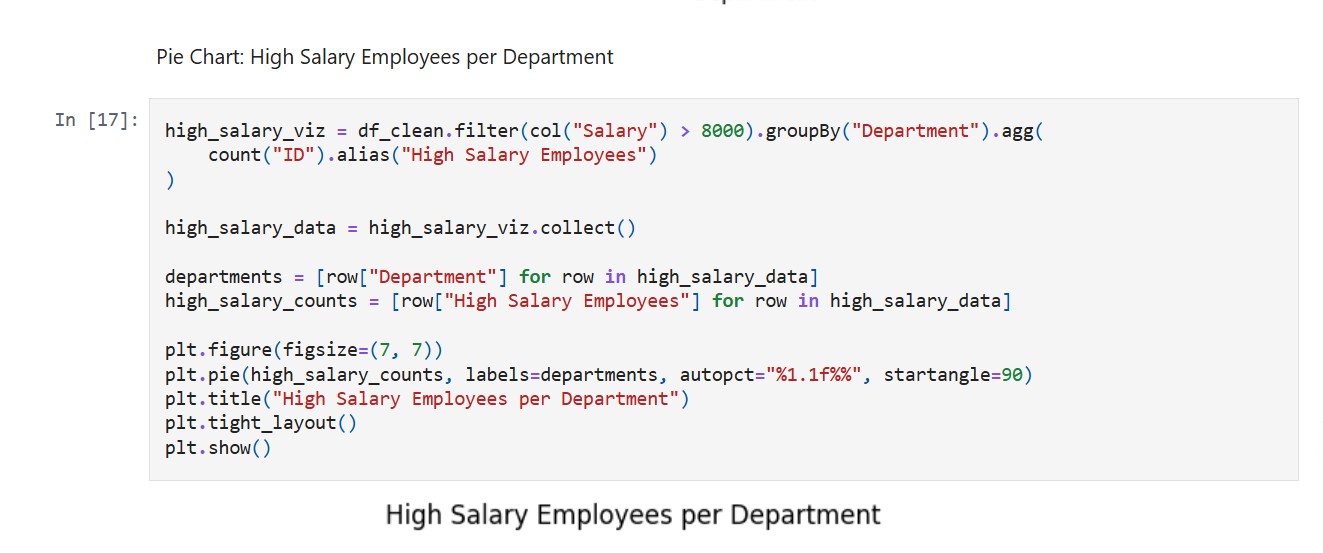 Pie Chart: High Salary Employees per Department
In [17]:
high_salary_viz = df_clean.filter(col("Salary") > 8000).groupBy("Department").agg(
    count("ID").alias("High Salary Employees")
)
high_salary_data = high_salary_viz.collect()
departments = [row["Department"] for row in high_salary_data]
high_salary_counts = [row["High Salary Employees"] for row in high_salary_data]
plt.figure(figsize=(7, 7))
plt.pie(high_salary_counts, labels=departments, autopct="%1.1f%%", startangle=90)
plt.title("High Salary Employees per Department")
plt.tight_layout()
plt.show()
High Salary Employees per Department